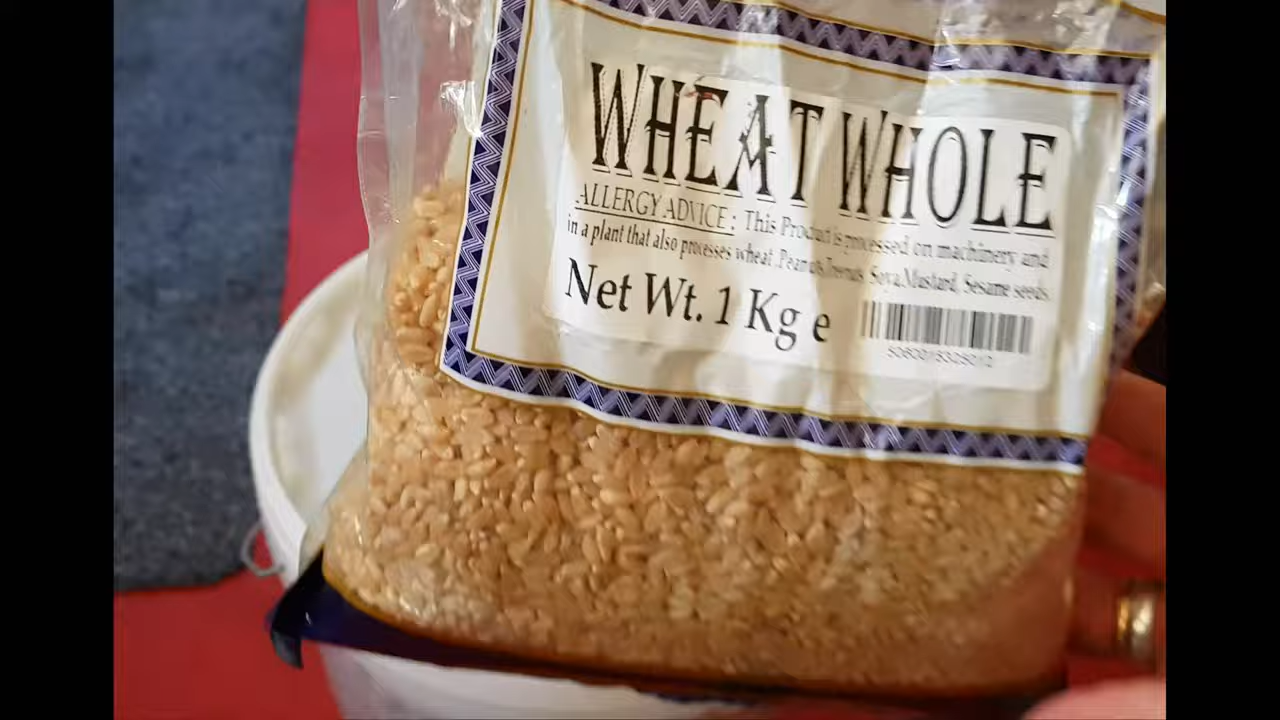 WHEAT WHOLE
ALLERGY ADVICE: This Product is processed on machinery and
in a plant that also processes wheat, Peanuts, Treenuts, Soya, Mustard, Sesame seeds.
Net Wt. 1 Kg e